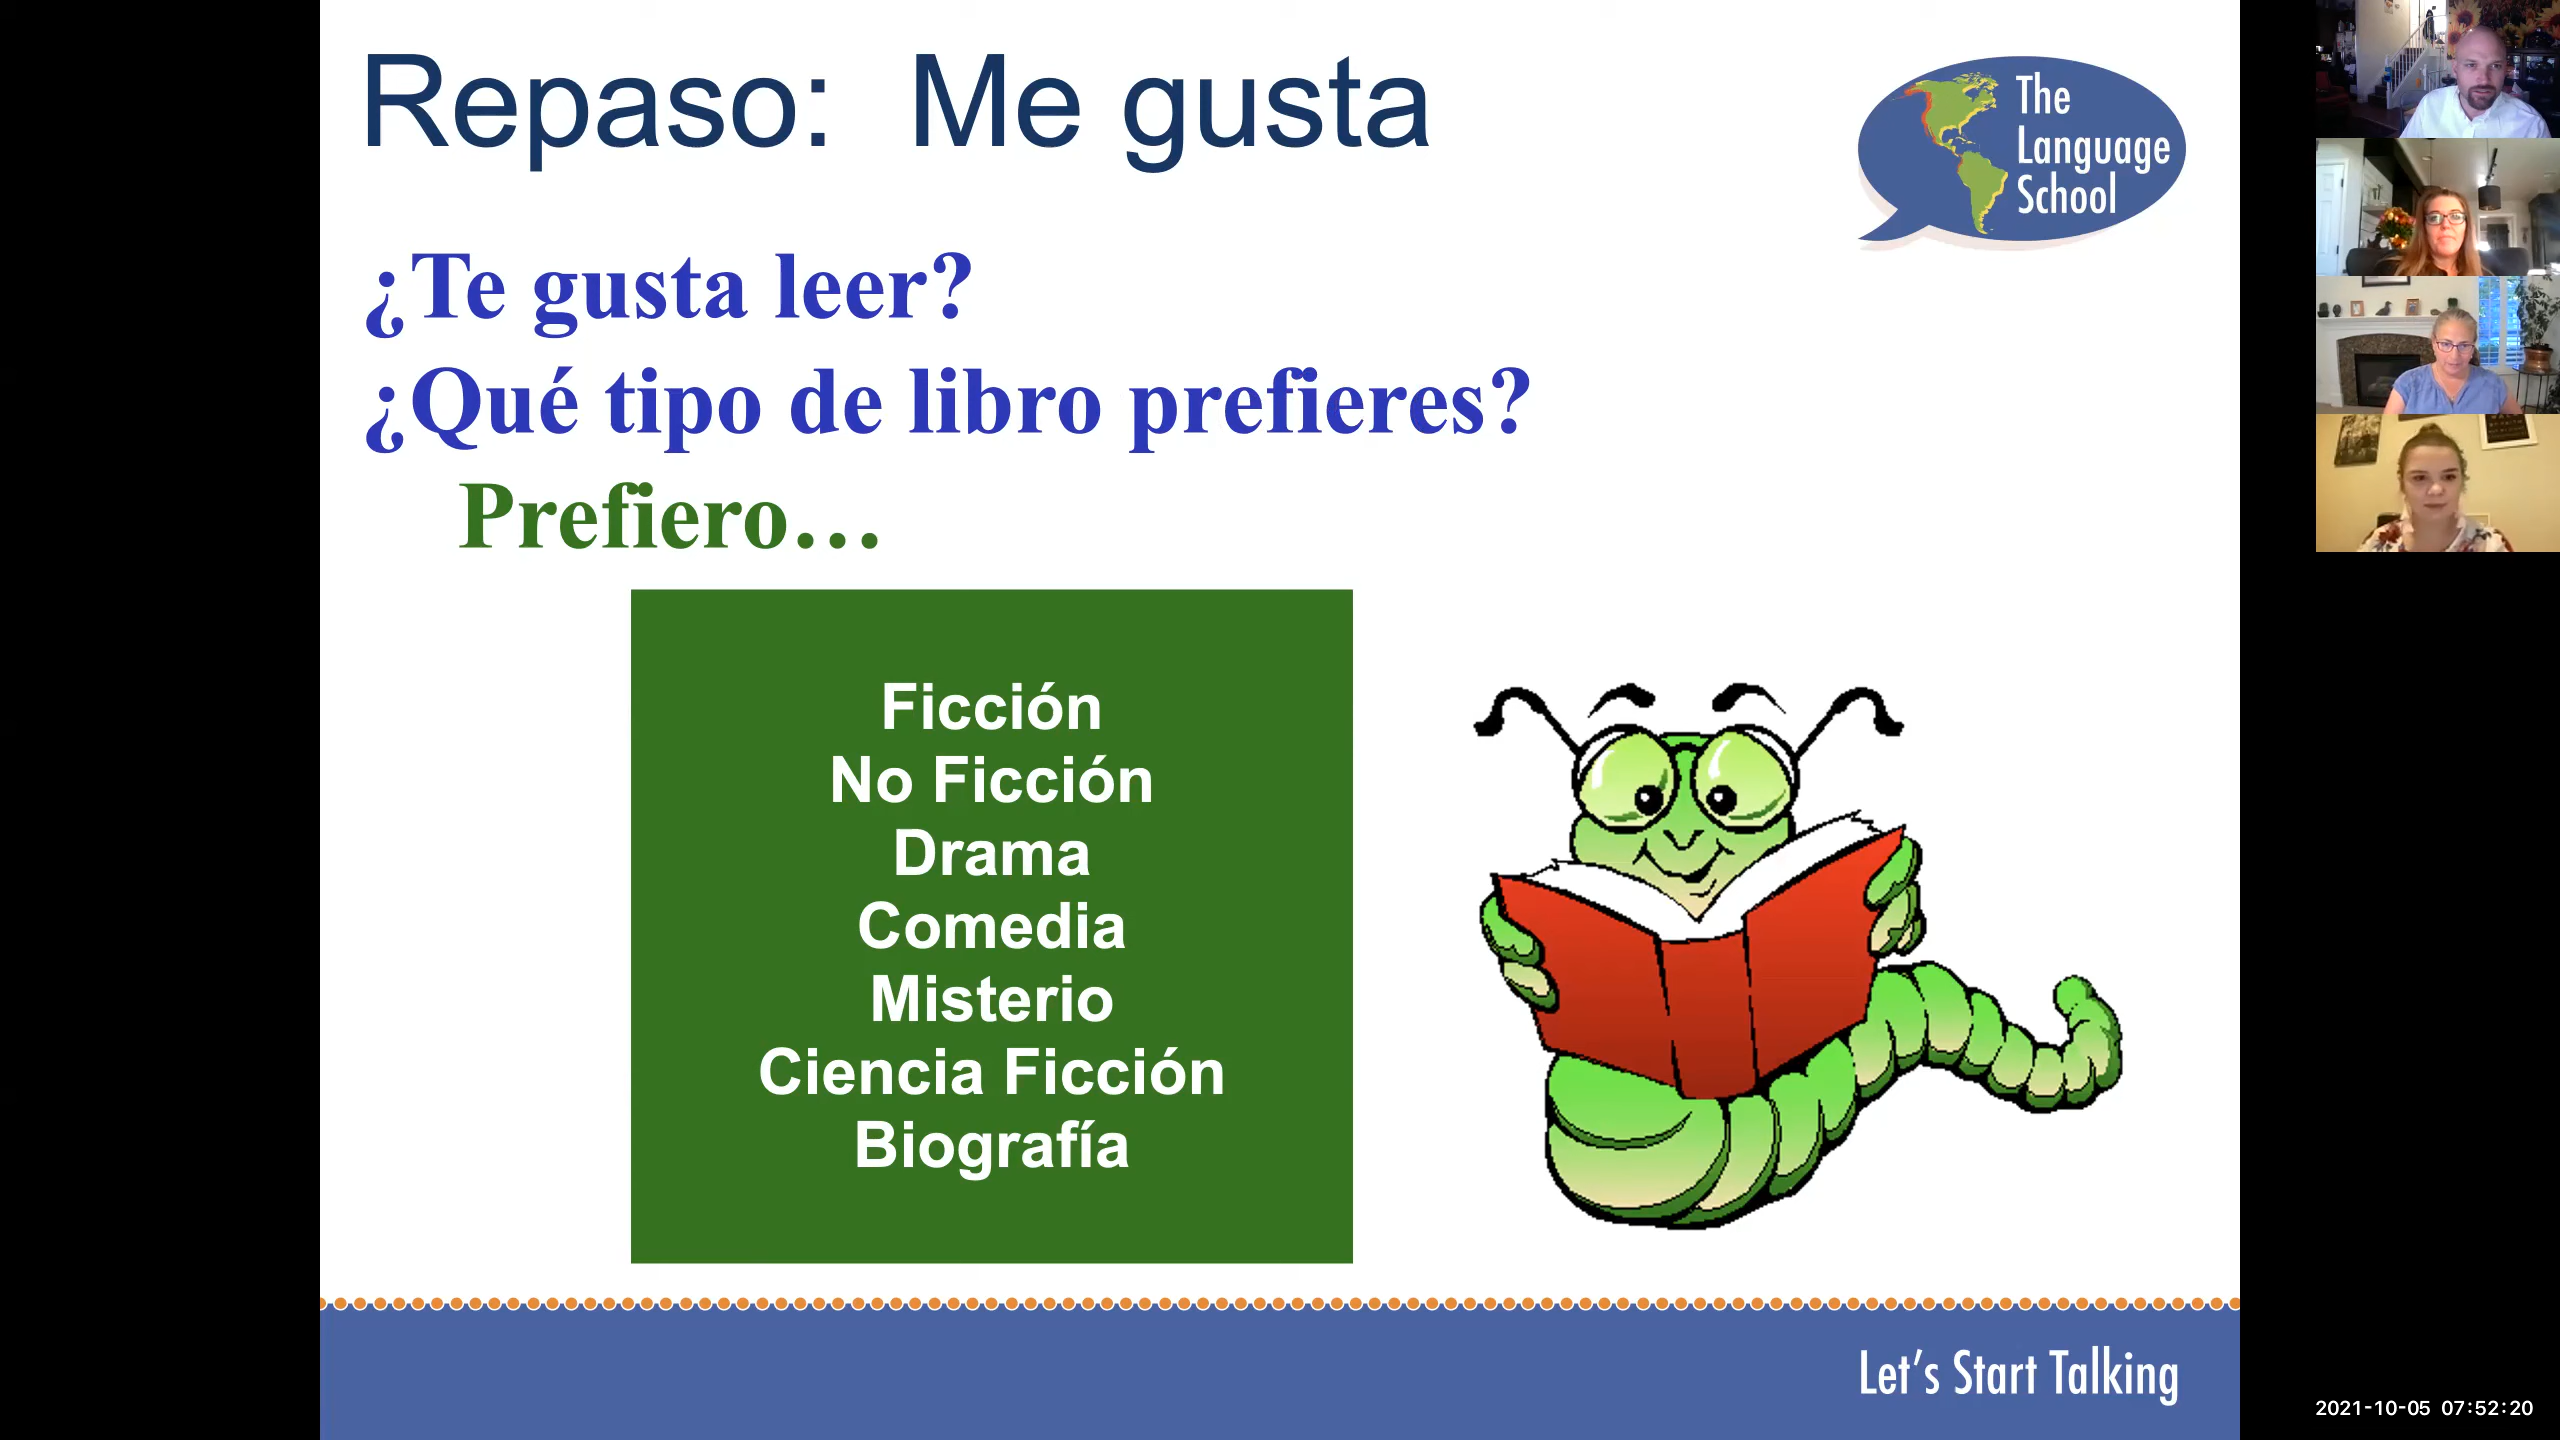 Repaso: Me gusta
The
Language
School
¿Te gusta leer?
¿Qué tipo de libro prefieres?
Prefiero…
Ficción
No Ficción
Drama
Comedia
Misterio
Ciencia Ficción
Biografía
Let's Start Talking
2021-10-05 07:52:20